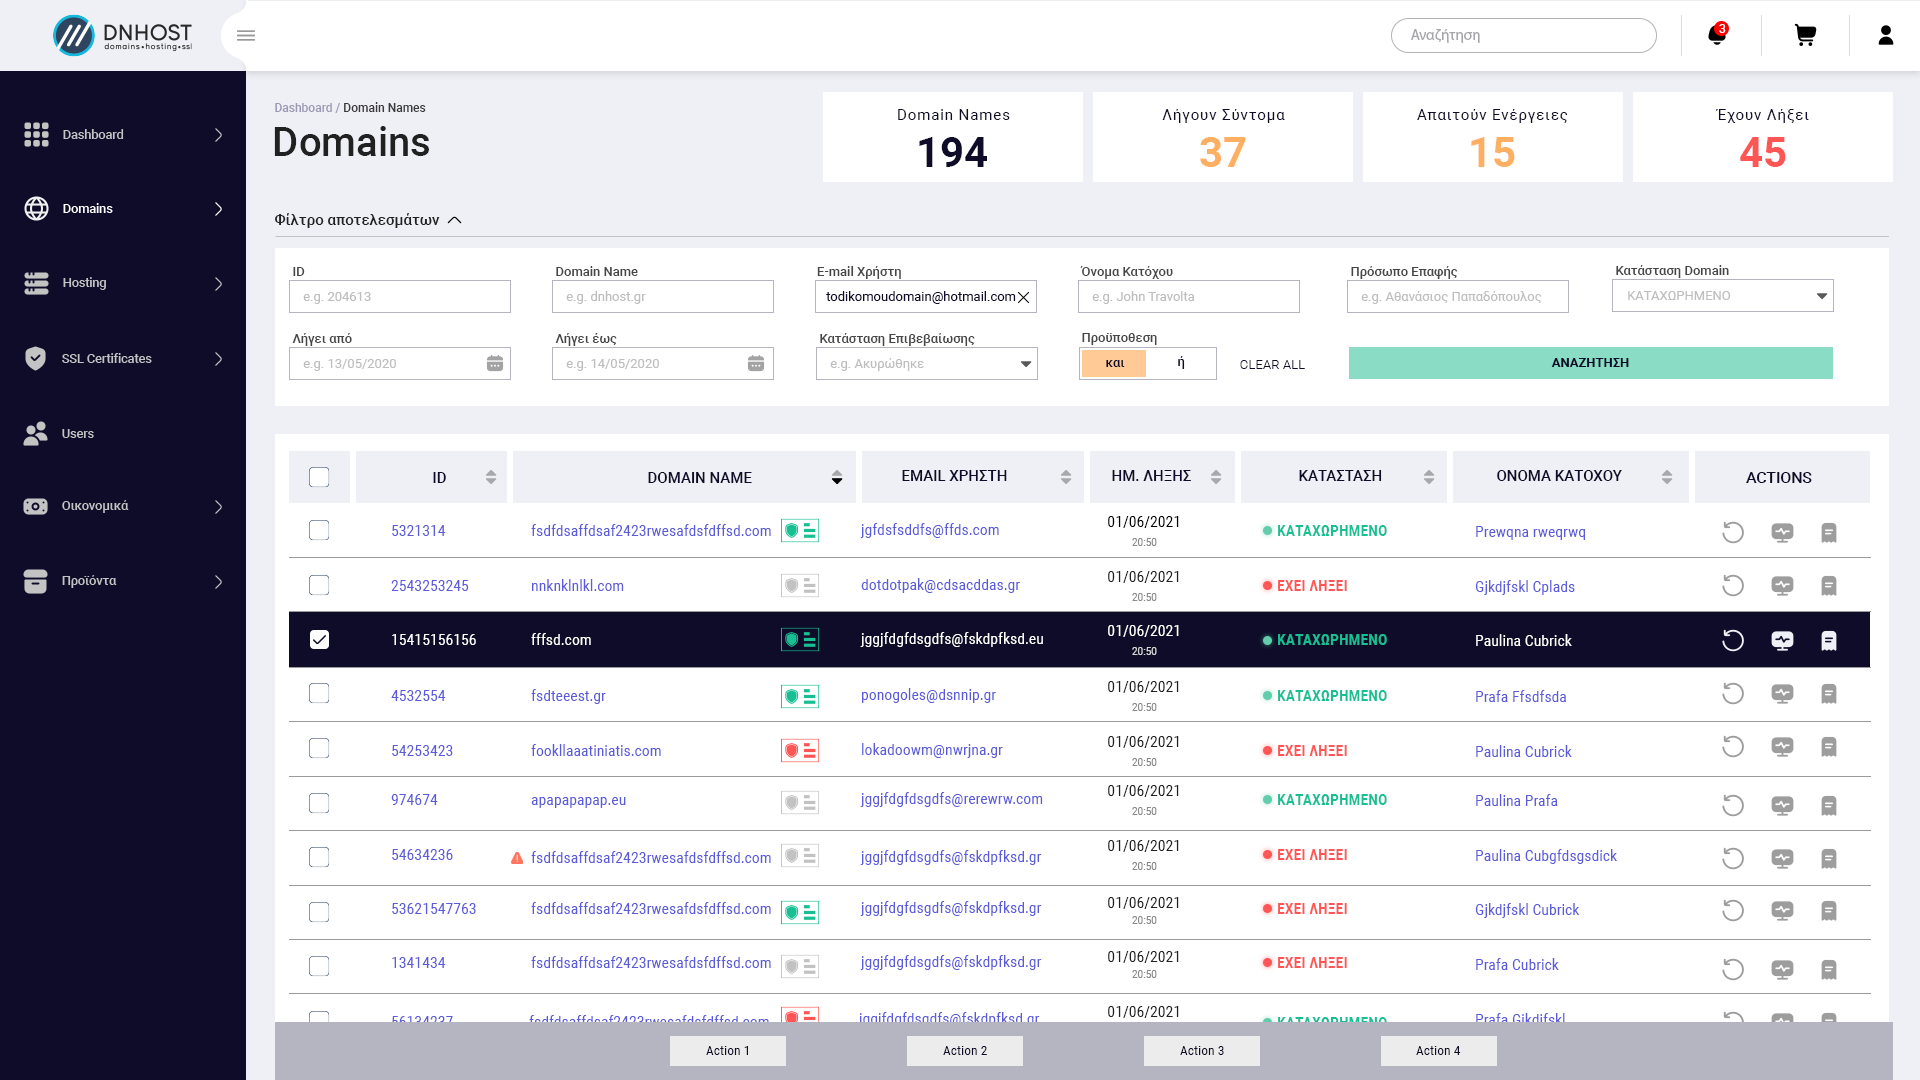 DNHOST
domains•hosting•ssl
Αναζήτηση
3
Dashboard
Domains
Hosting
SSL Certificates
Users
Οικονομικά
Προϊόντα
Dashboard / Domain Names
Domains
Domain Names
194
Λήγουν Σύντομα
37
Απαιτούν Ενέργειες
15
Έχουν Λήξει
45
Φίλτρο αποτελεσμάτων
ID
e.g. 204613
Domain Name
e.g. dnhost.gr
E-mail Χρήστη
todikomoudomain@hotmail.com
Όνομα Κατόχου
e.g. John Travolta
Πρόσωπο Επαφής
e.g. Αθανάσιος Παπαδόπουλος
Κατάσταση Domain
ΚΑΤΑΧΩΡΗΜΕΝΟ
Λήγει από
e.g. 13/05/2020
Λήγει έως
e.g. 14/05/2020
Κατάσταση Επιβεβαίωσης
e.g. Ακυρώθηκε
Προϋποθεση
και ή
CLEAR ALL
ΑΝΑΖΗΤΗΣΗ
ID DOMAIN NAME EMAIL ΧΡΗΣΤΗ ΗΜ. ΛΗΞΗΣ ΚΑΤΑΣΤΑΣΗ ΟΝΟΜΑ ΚΑΤΟΧΟΥ ACTIONS
5321314 fsdfdsaffdsaf2423rwesafdsfdffsd.com jgfdsfsddfs@ffds.com 01/06/2021 20:50 ΚΑΤΑΧΩΡΗΜΕΝΟ Prewqna rweqrwq
2543253245 nnknklnlkl.com dotdotpak@cdsacddas.gr 01/06/2021 20:50 ΕΧΕΙ ΛΗΞΕΙ Gjkdjfskl Cplads
15415156156 fffsd.com jggjfdgfdsgdfs@fskdpfksd.eu 01/06/2021 20:50 ΚΑΤΑΧΩΡΗΜΕΝΟ Paulina Cubrick
4532554 fsdteeest.gr ponogoles@dsnnip.gr 01/06/2021 20:50 ΚΑΤΑΧΩΡΗΜΕΝΟ Prafa Ffsdfsda
54253423 fookllaaatiniatis.com lokadoowm@nwrjna.gr 01/06/2021 20:50 ΕΧΕΙ ΛΗΞΕΙ Paulina Cubrick
974674 apapapapap.eu jggjfdgfdsgdfs@rerewrw.com 01/06/2021 20:50 ΚΑΤΑΧΩΡΗΜΕΝΟ Paulina Prafa
54634236 fsdfdsaffdsaf2423rwesafdsfdffsd.com jggjfdgfdsgdfs@fskdpfksd.gr 01/06/2021 20:50 ΕΧΕΙ ΛΗΞΕΙ Paulina Cubgfdsgsdick
53621547763 fsdfdsaffdsaf2423rwesafdsfdffsd.com jggjfdgfdsgdfs@fskdpfksd.gr 01/06/2021 20:50 ΕΧΕΙ ΛΗΞΕΙ Gjkdjfskl Cubrick
1341434 fsdfdsaffdsaf2423rwesafdsfdffsd.com jggjfdgfdsgdfs@fskdpfksd.gr 01/06/2021 20:50 ΕΧΕΙ ΛΗΞΕΙ Prafa Cubrick
56134237 fsdfdsaffdsaf2423rwesafdsfdffsd.com jggjfdgfdsgdfs@fskdpfksd.gr 01/06/2021 ΚΑΤΑΧΩΡΗΜΕΝΟ Prafa Gjkdjfskl
Action 1 Action 2 Action 3 Action 4